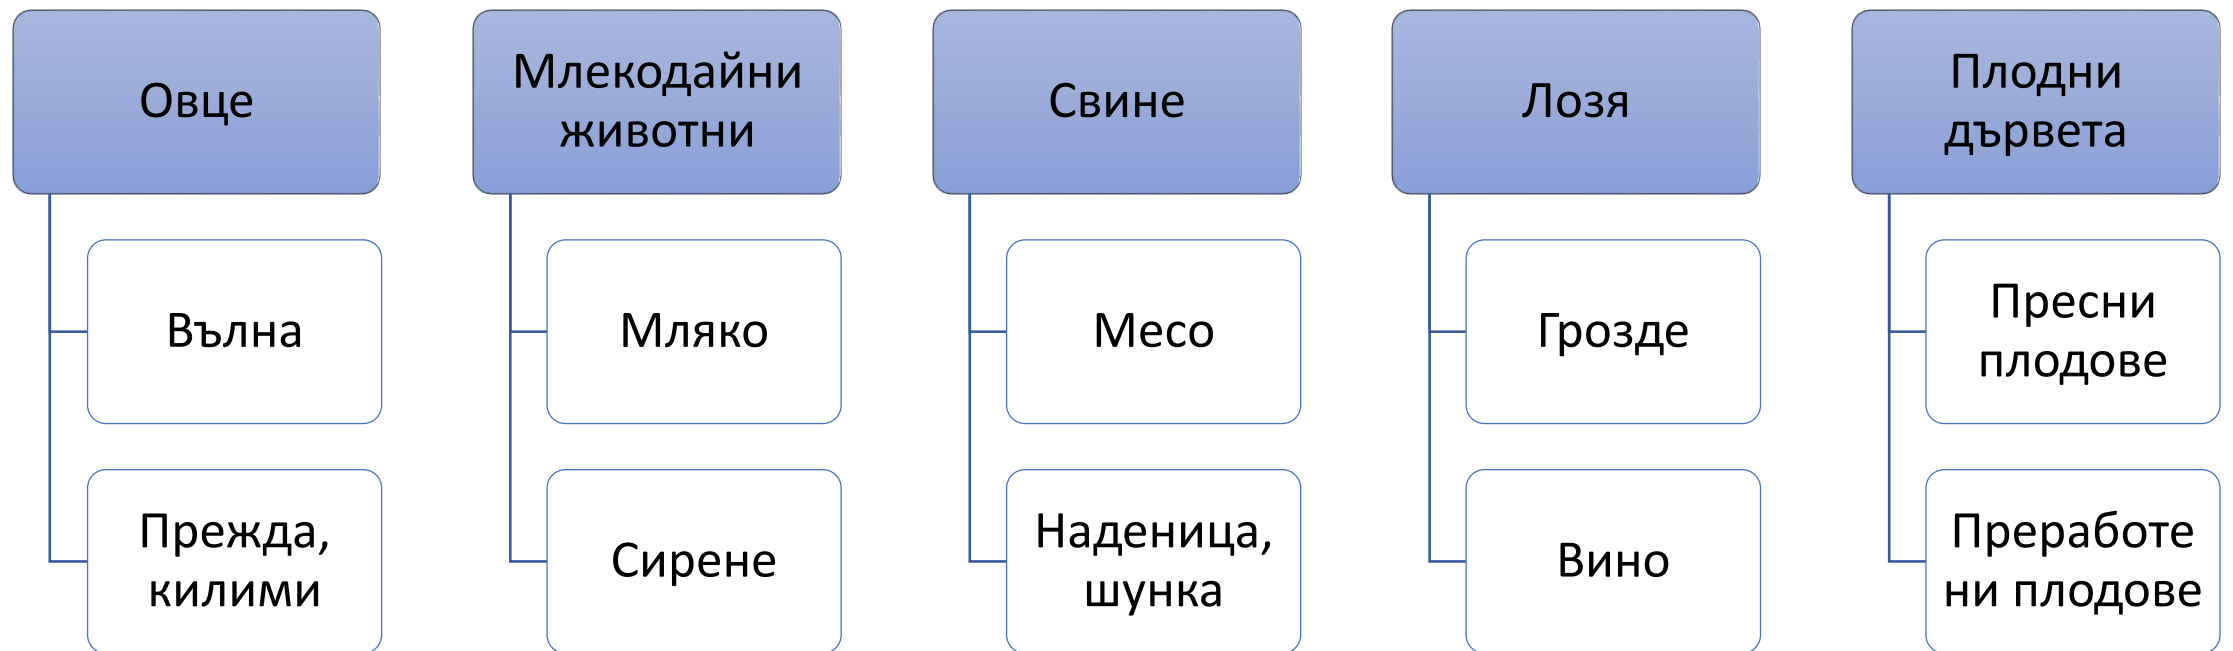 Овце
Вълна
Прежда,
килими
Млекодайни
животни
Мляко
Сирене
Свине
Месо
Наденица,
шунка
Лозя
Грозде
Вино
Плодни
дървета
Пресни
плодове
Преработе
ни плодове